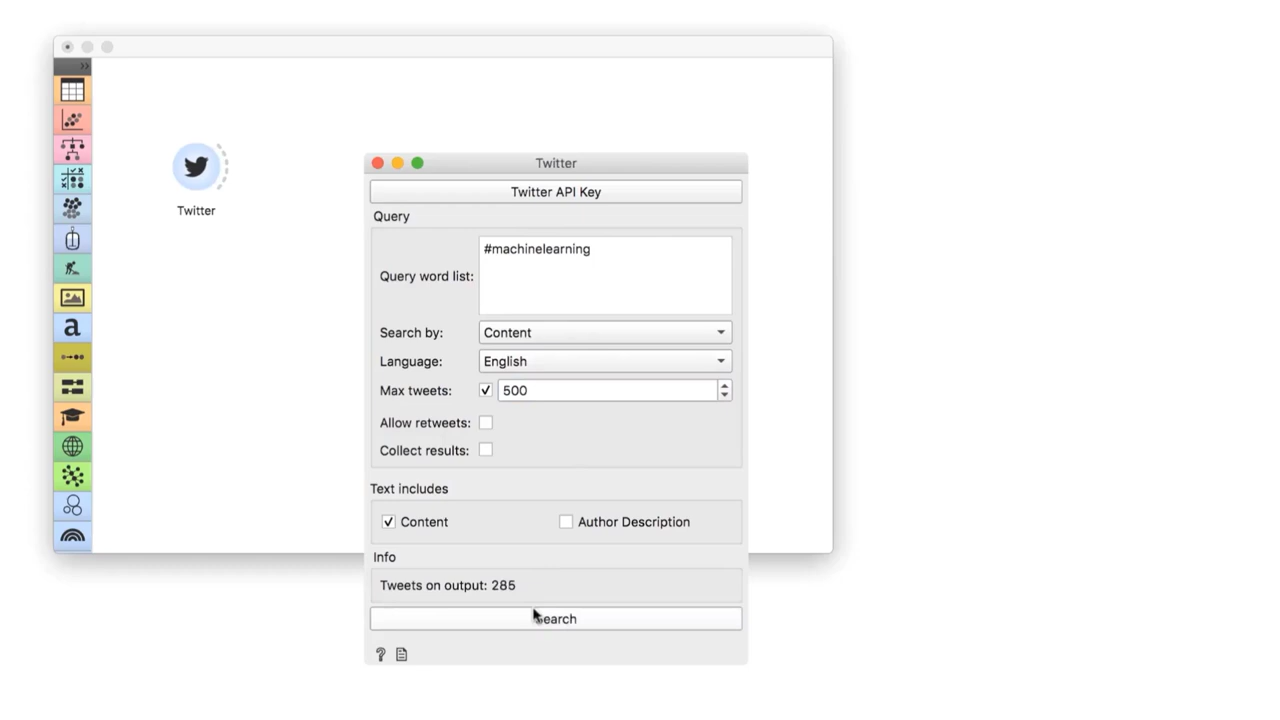 Twitter
Twitter
Twitter API Key
Query
#machinelearning
Query word list:
Search by: Content
Language: English
Max tweets: 500
Allow retweets:
Collect results:
Text includes
Content Author Description
Info
Tweets on output: 285
Search